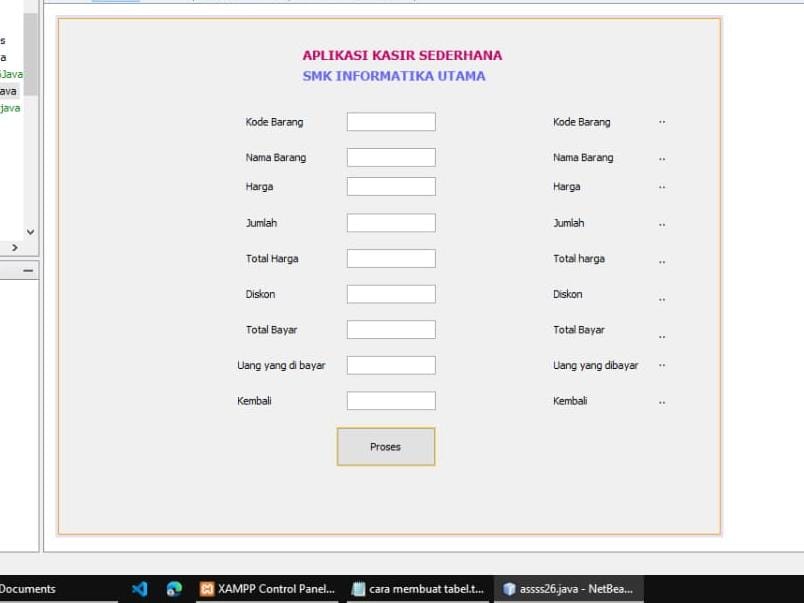 s
a
Java
ava
java
APLIKASI KASIR SEDERHANA
SMK INFORMATIKA UTAMA
Kode Barang Kode Barang ..
Nama Barang Nama Barang ..
Harga Harga ..
Jumlah Jumlah ..
Total Harga Total harga ..
Diskon Diskon ..
Total Bayar Total Bayar ..
Uang yang di bayar Uang yang dibayar ..
Kembali Kembali ..
Proses
Documents XAMPP Control Panel... cara membuat tabel.t... assss26.java - NetBea...